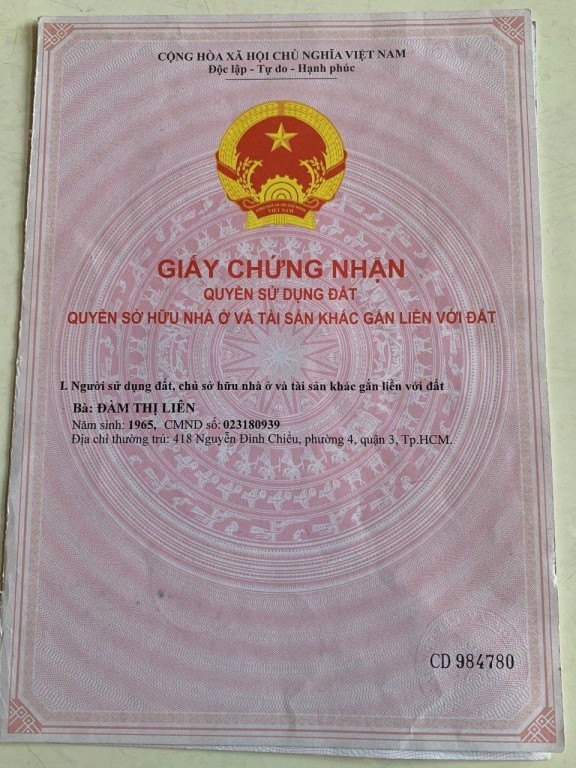 CỘNG HÒA XÃ HỘI CHỦ NGHĨA VIỆT NAM
Độc lập - Tự do - Hạnh phúc
VIỆT NAM
GIẤY CHỨNG NHẬN
QUYỀN SỬ DỤNG ĐẤT
QUYỀN SỞ HỮU NHÀ Ở VÀ TÀI SẢN KHÁC GẮN LIỀN VỚI ĐẤT
I. Người sử dụng đất, chủ sở hữu nhà ở và tài sản khác gắn liền với đất
Bà: ĐÀM THỊ LIÊN
Năm sinh: 1965, CMND số: 023180939
Địa chỉ thường trú: 418 Nguyễn Đình Chiểu, phường 4, quận 3, Tp.HCM.
CD 984780